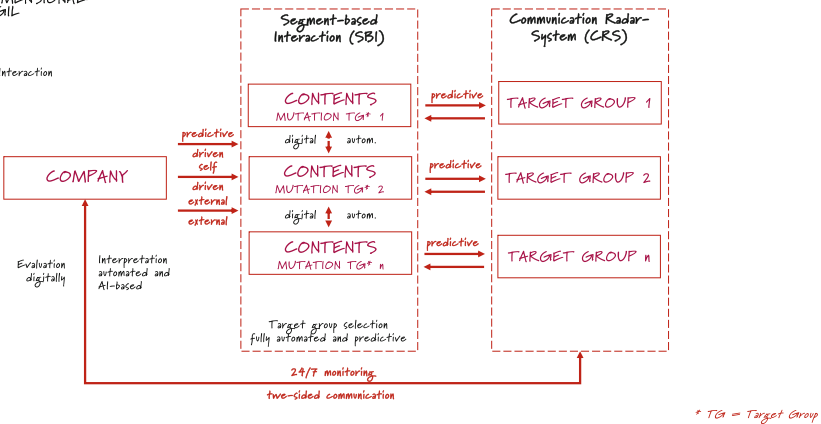 Segment-based
Interaction (SBI)
Communication Radar-
System (CRS)
Interaction
CONTENTS
MUTATION TG* 1
predictive
TARGET GROUP 1
digital autom.
predictive
driven
self
driven
external
external
COMPANY
CONTENTS
MUTATION TG* 2
predictive
TARGET GROUP 2
digital autom.
CONTENTS
MUTATION TG* n
predictive
TARGET GROUP n
Evaluation
digitally
Interpretation
automated and
AI-based
Target group selection
fully automated and predictive
24/7 monitoring
two-sided communication
* TG = Target Group